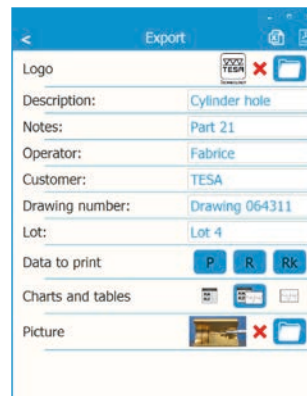 < Export
Logo TESA TECHNOLOGY
Description: Cylinder hole
Notes: Part 21
Operator: Fabrice
Customer: TESA
Drawing number: Drawing 064311
Lot: Lot 4
Data to print P R Rk
Charts and tables
Picture